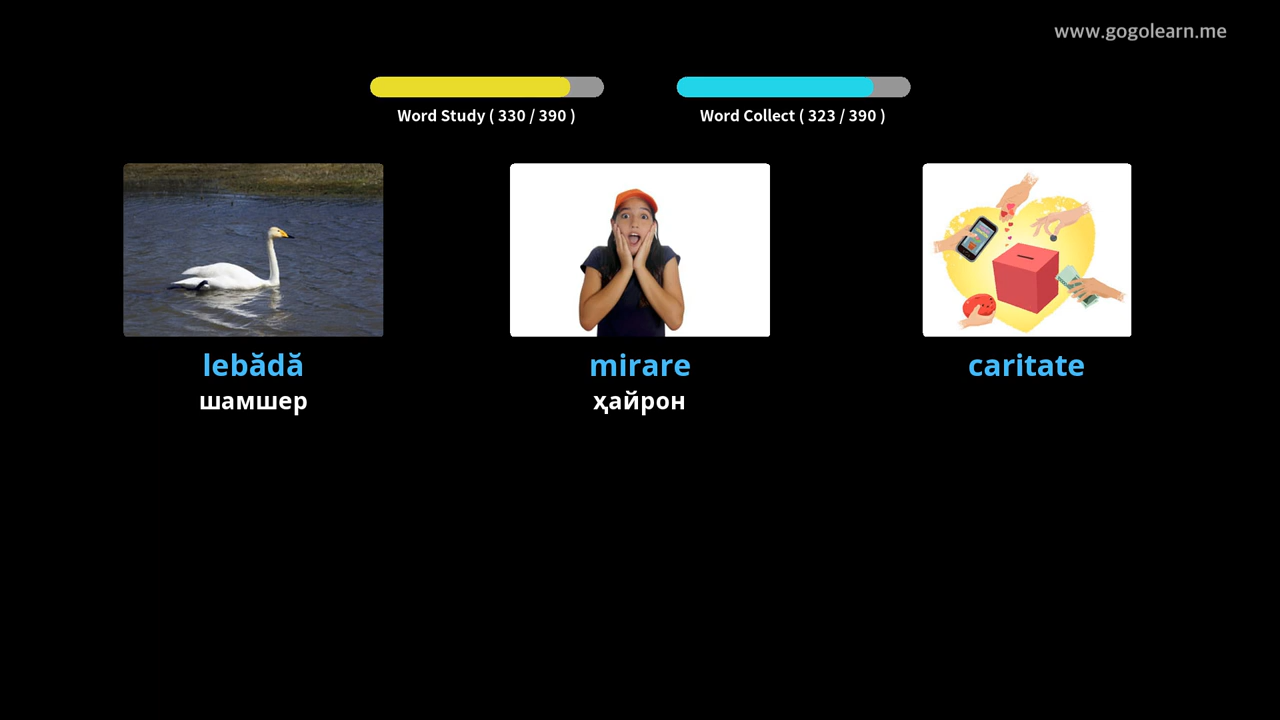 www.gogolearn.me
Word Study ( 330 / 390 )
Word Collect ( 323 / 390 )
lebădă
mirare
caritate
шамшер
ҳайрон